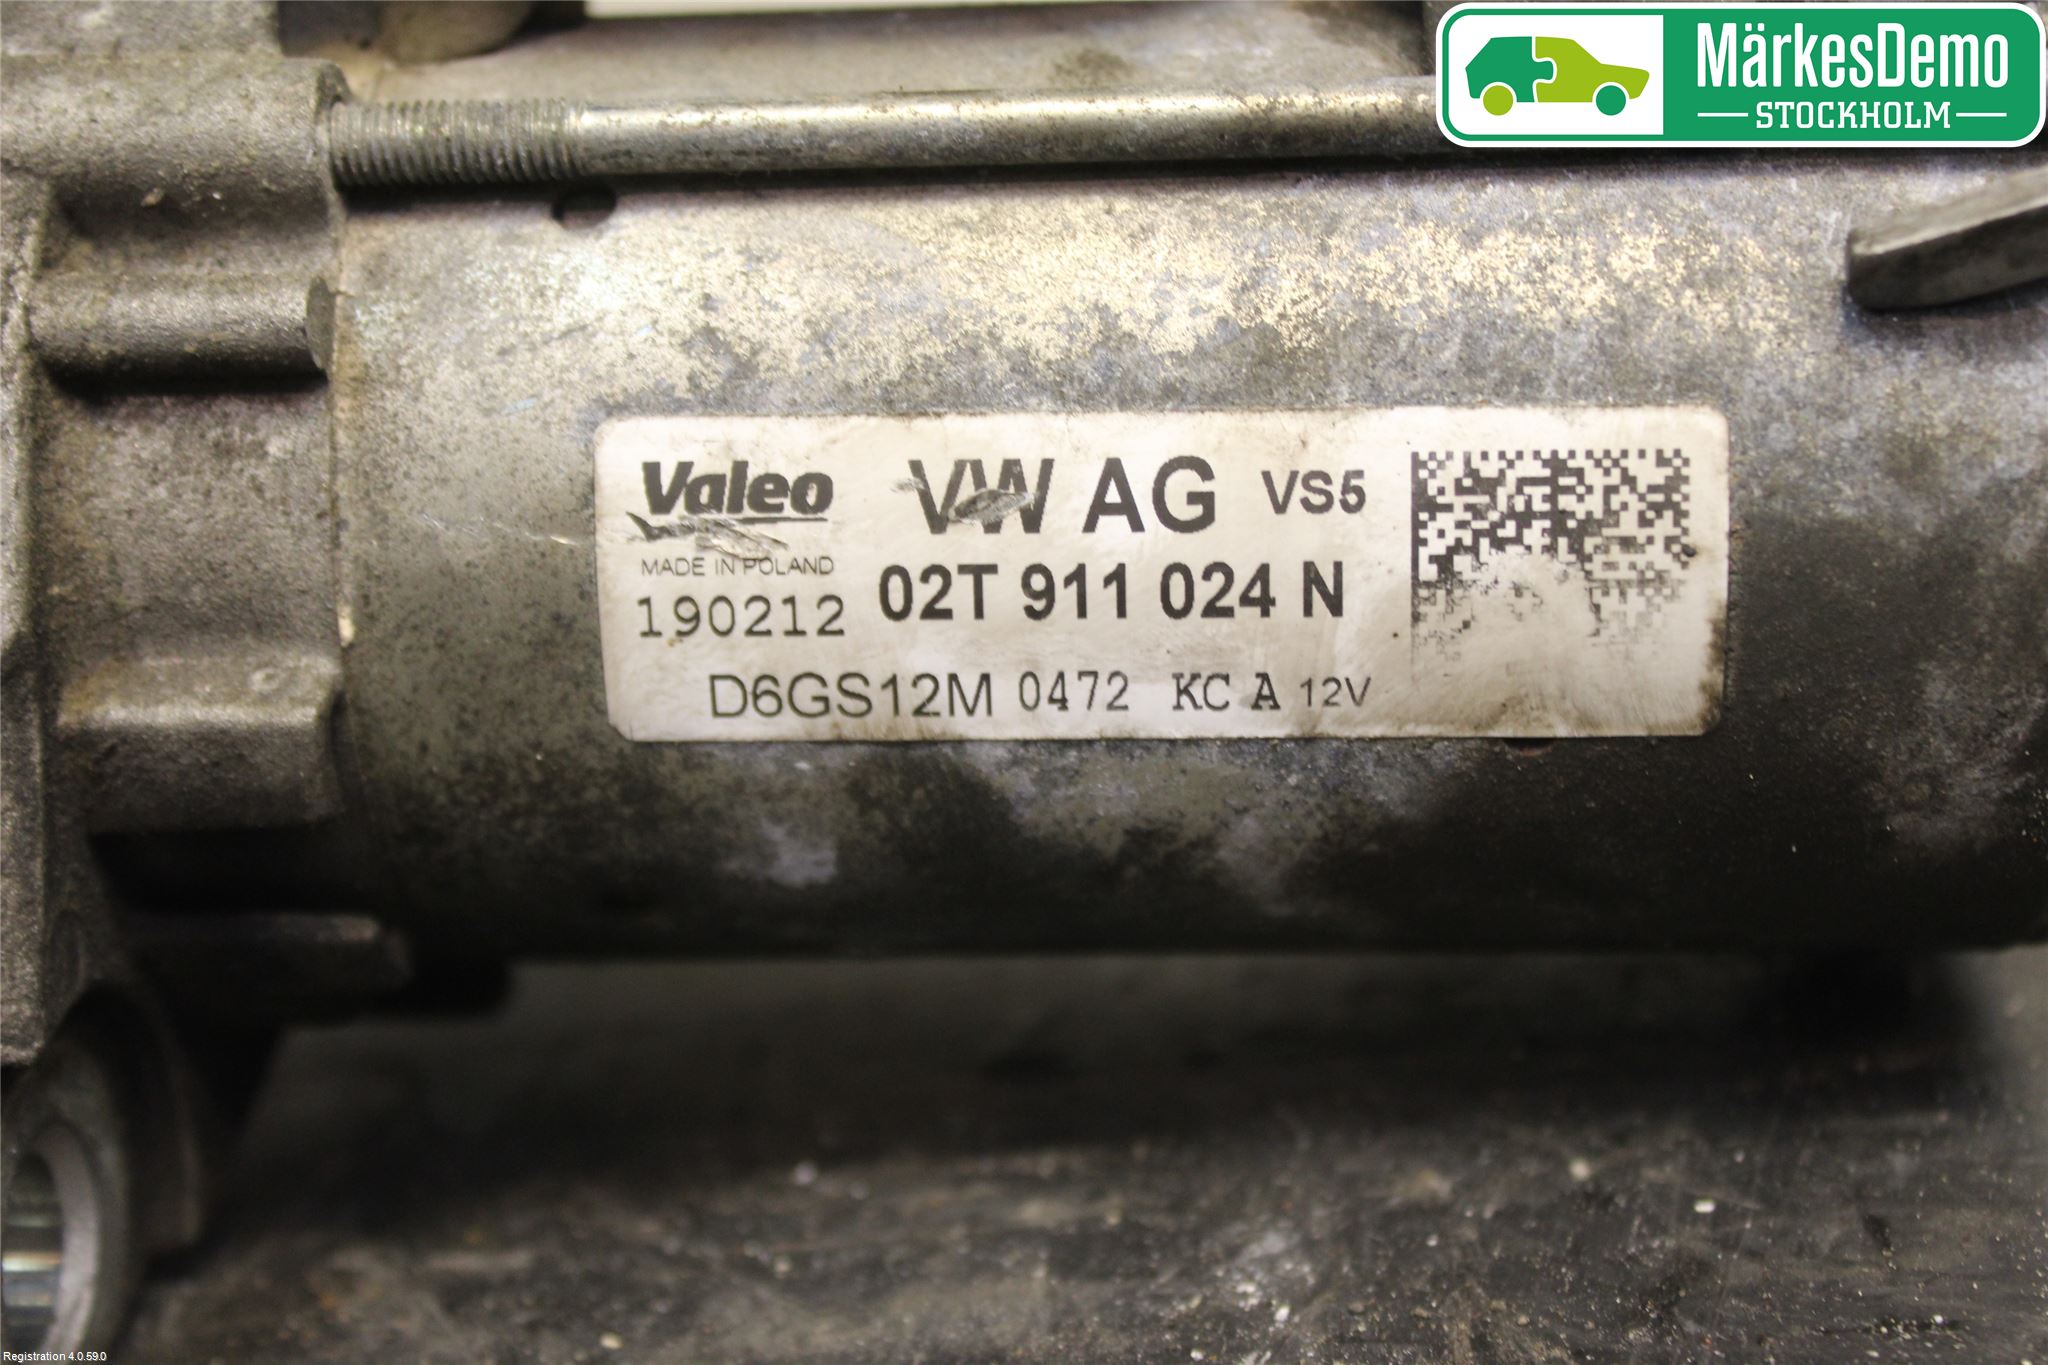 MärkesDemo
STOCKHOLM
Valeo VW AG VS5
MADE IN POLAND
190212 02T 911 024 N
D6GS12M 0472 KC A 12V
Registration 4.0.59.0